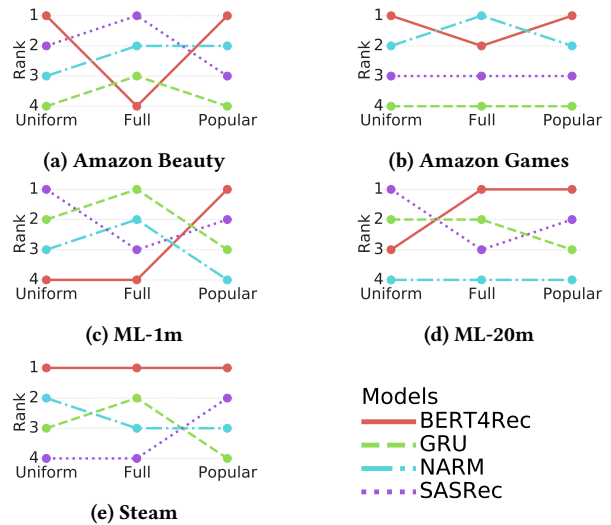 1
2
3
4
Rank
Uniform Full Popular
(a) Amazon Beauty
1
2
3
4
Rank
Uniform Full Popular
(b) Amazon Games
1
2
3
4
Rank
Uniform Full Popular
(c) ML-1m
1
2
3
4
Rank
Uniform Full Popular
(d) ML-20m
1
2
3
4
Rank
Uniform Full Popular
(e) Steam
Models
BERT4Rec
GRU
NARM
SASRec